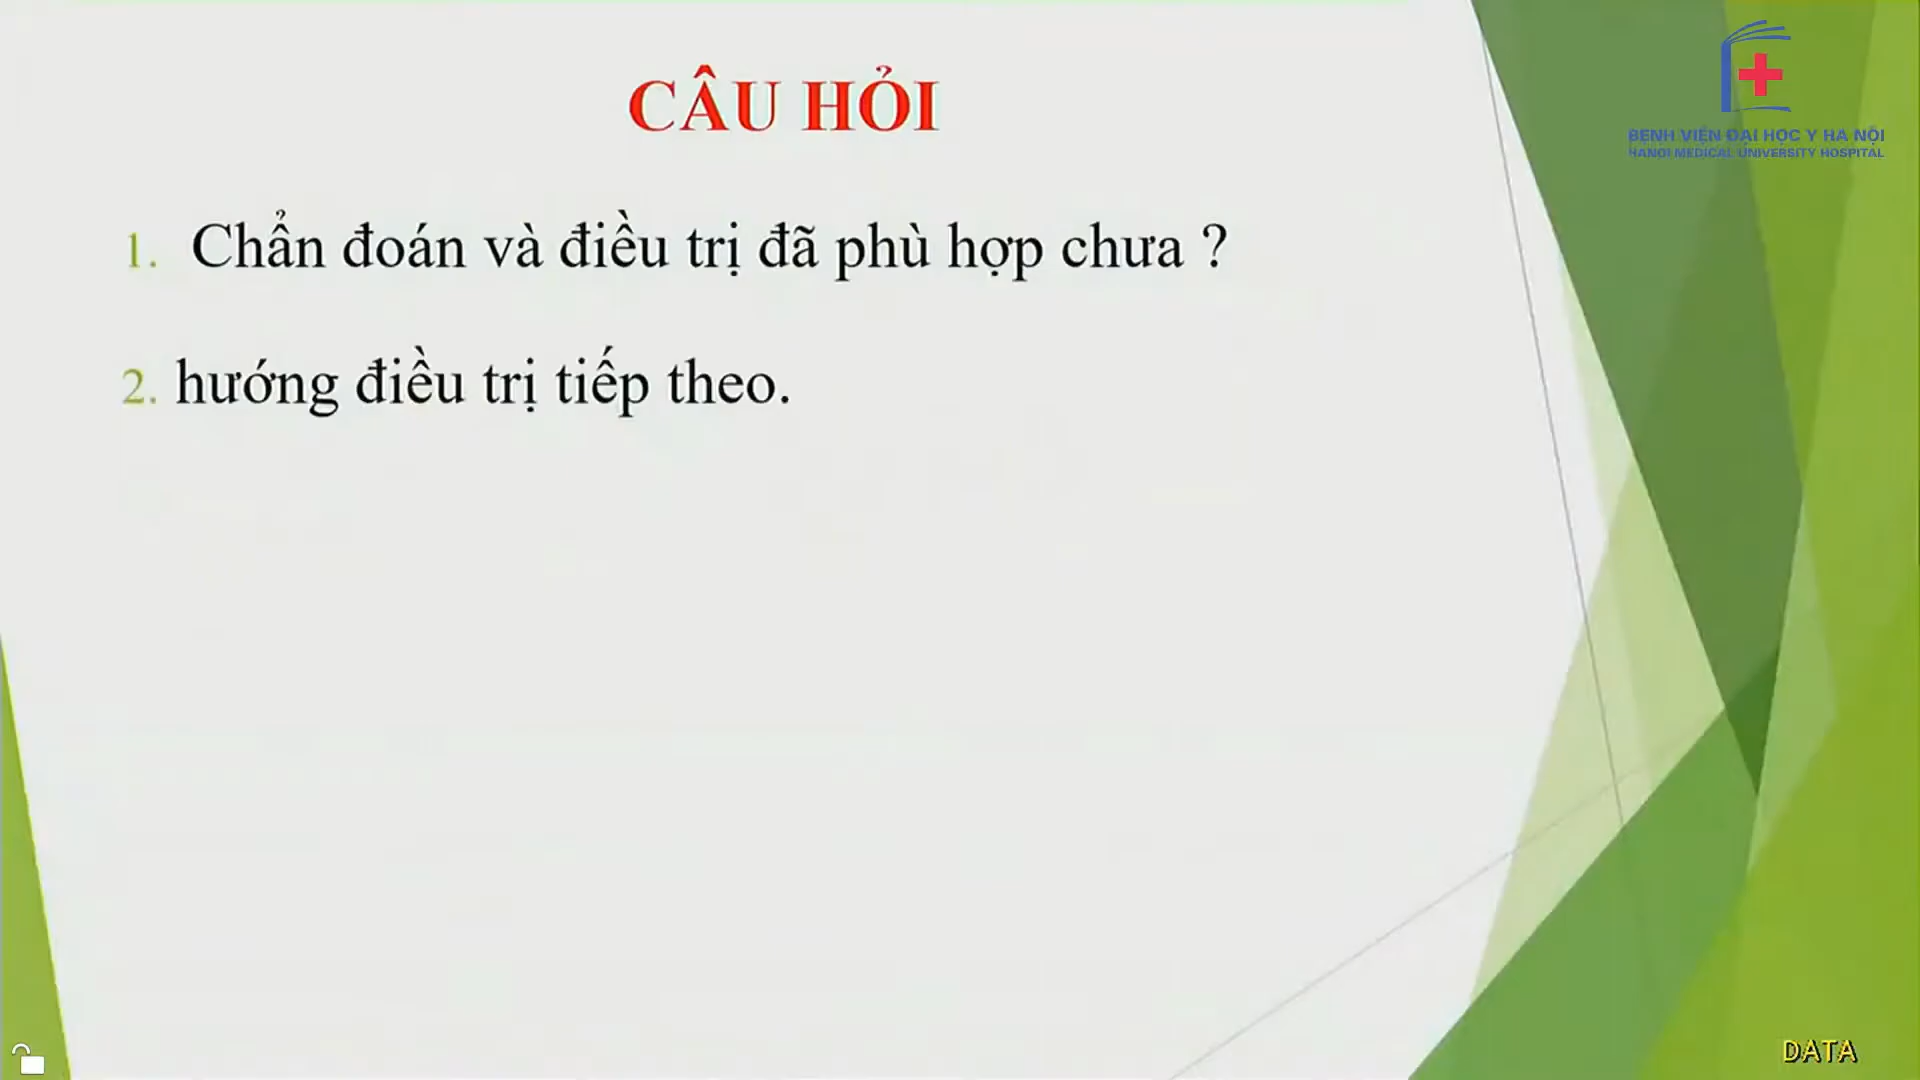 BỆNH VIỆN ĐẠI HỌC Y HÀ NỘI
HANOI MEDICAL UNIVERSITY HOSPITAL
CÂU HỎI
1. Chẩn đoán và điều trị đã phù hợp chưa ?
2. hướng điều trị tiếp theo.
DATA